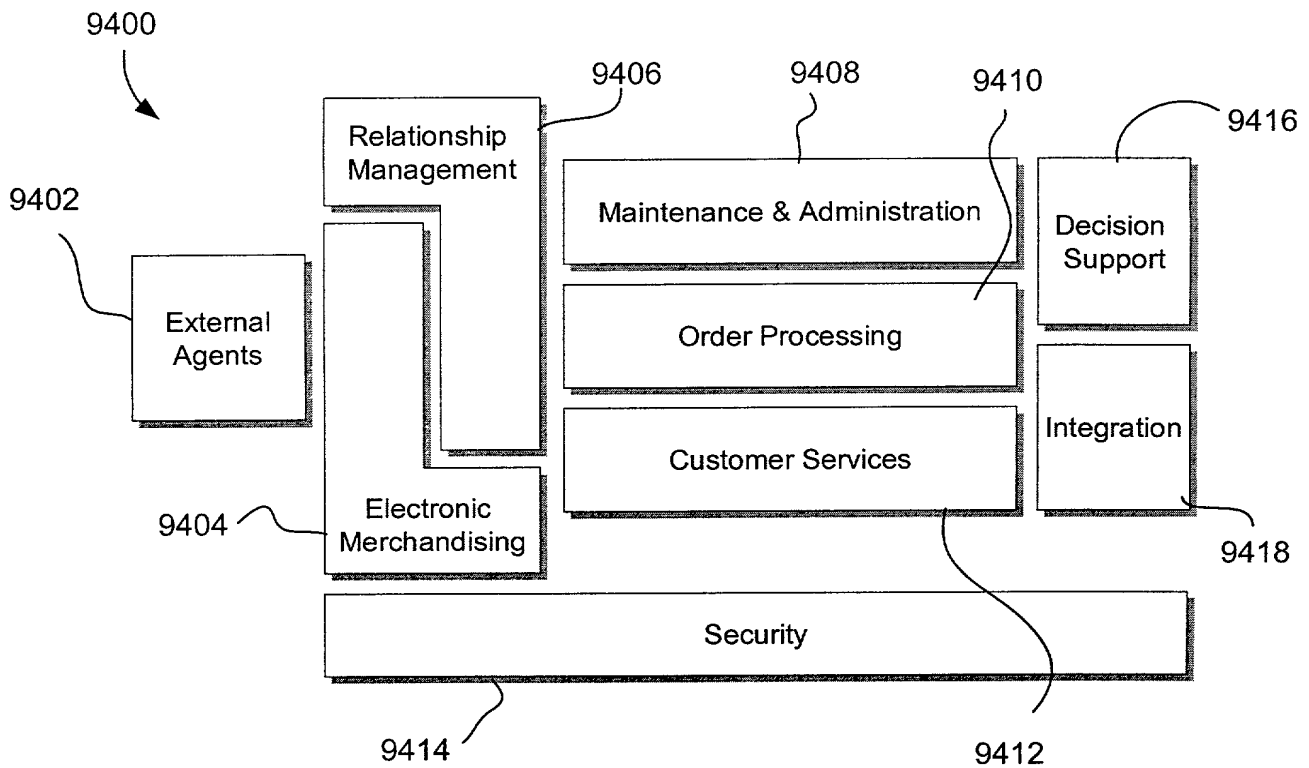 9400
9406
9408
9410
9416
Relationship
Management
9402
Maintenance & Administration
Decision
Support
External
Agents
Order Processing
Integration
Customer Services
9404
Electronic
Merchandising
9418
Security
9414
9412